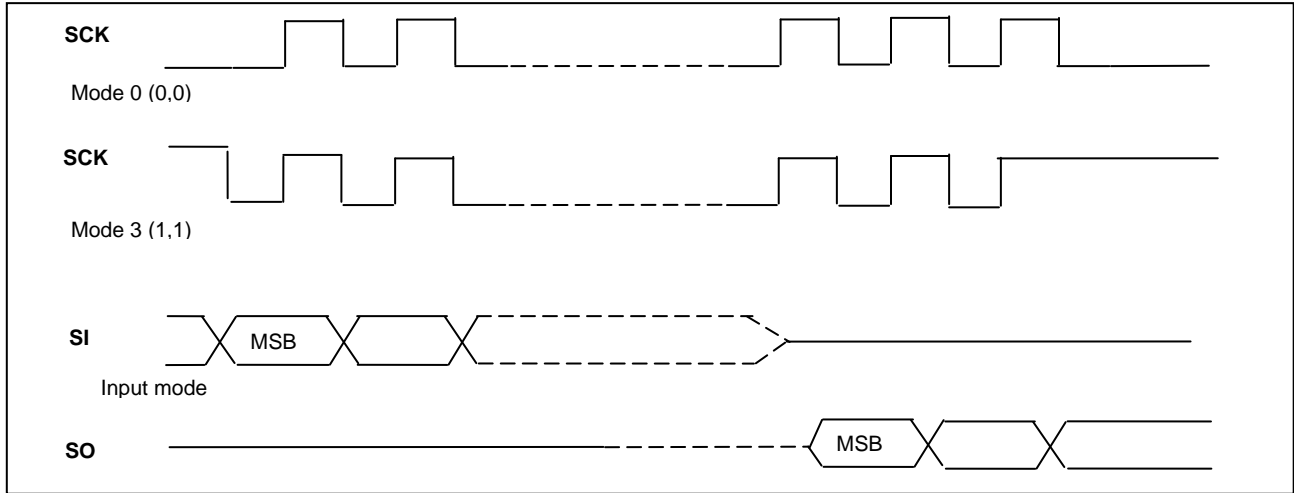 SCK
Mode 0 (0,0)
SCK
Mode 3 (1,1)
SI
MSB
Input mode
SO
MSB